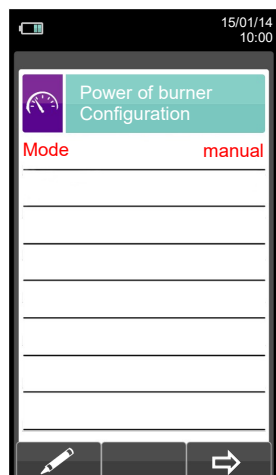 15/01/14
10:00
Power of burner
Configuration
Mode manual